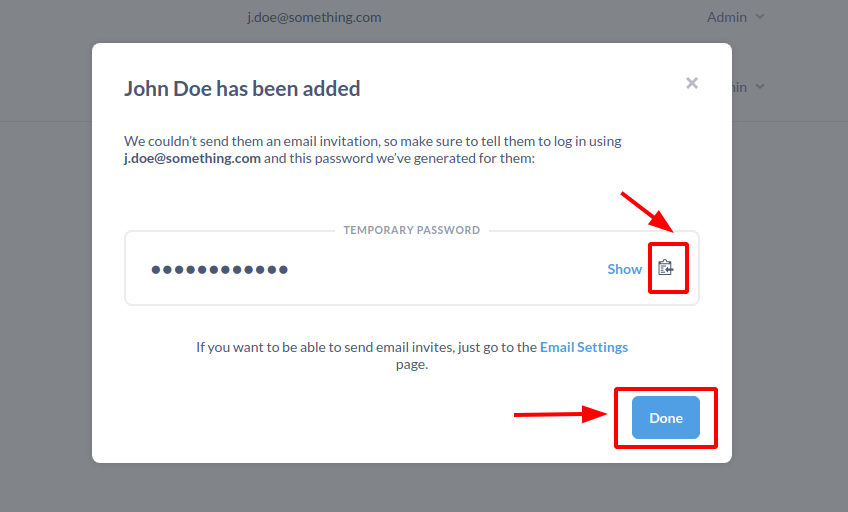 j.doe@something.com Admin
John Doe has been added
min
We couldn't send them an email invitation, so make sure to tell them to log in using
j.doe@something.com and this password we've generated for them:
TEMPORARY PASSWORD
●●●●●●●●●●●● Show
If you want to be able to send email invites, just go to the Email Settings
page.
Done